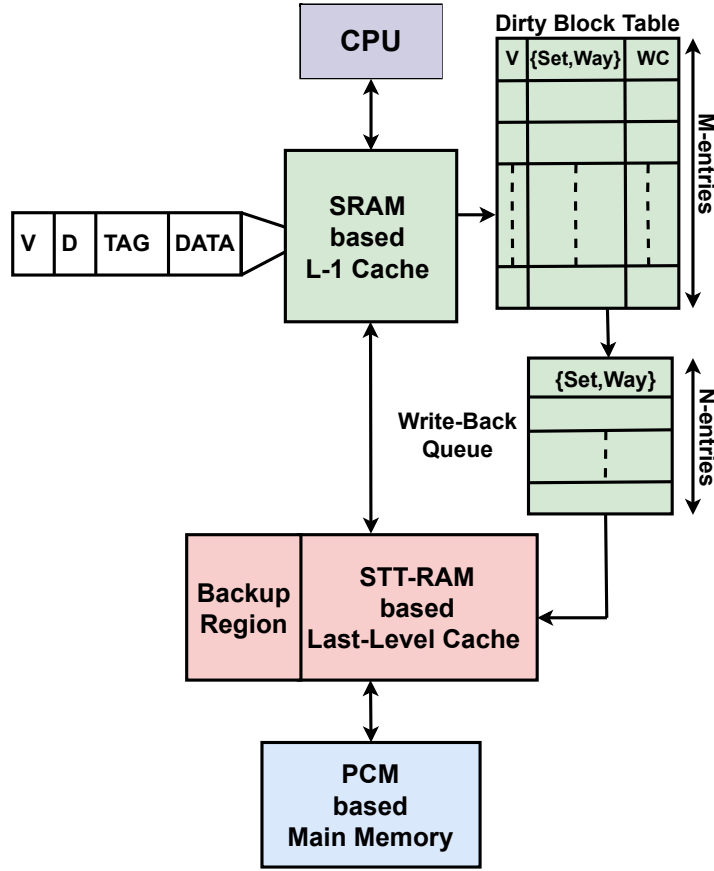 CPU
Dirty Block Table
V {Set,Way} WC
M-entries
SRAM
based
L-1 Cache
V D TAG DATA
{Set,Way}
N-entries
Write-Back
Queue
Backup
Region
STT-RAM
based
Last-Level Cache
PCM
based
Main Memory